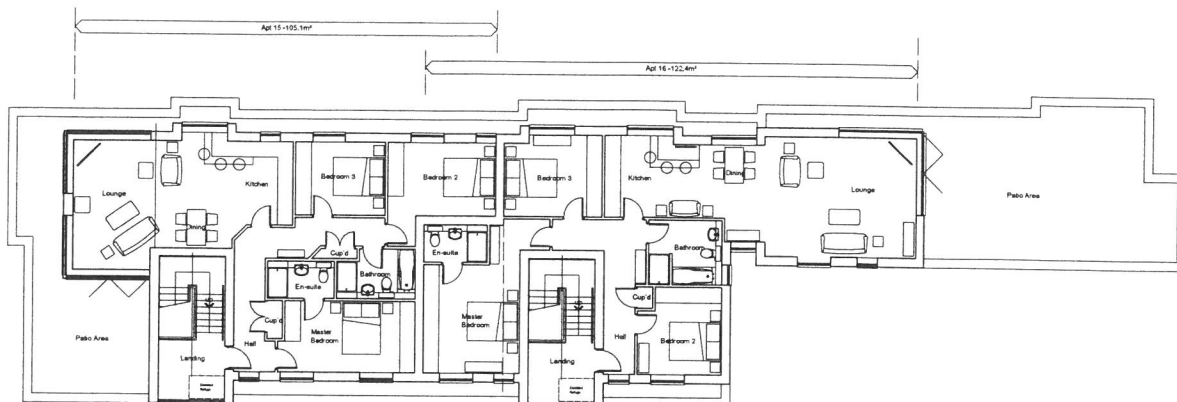 Apt 15 -105.1m²
Apt 16 -122.4m²
Lounge
Dining
Kitchen
Bedroom 3
Bedroom 2
Bedroom 3
Kitchen
Dining
Lounge
Patio Area
Cup'd
En-suite
Bathroom
En-suite
Bathroom
Cup'd
Hall
Master
Bedroom
Master
Bedroom
Cup'd
Hall
Bedroom 2
Patio Area
Landing
Landing